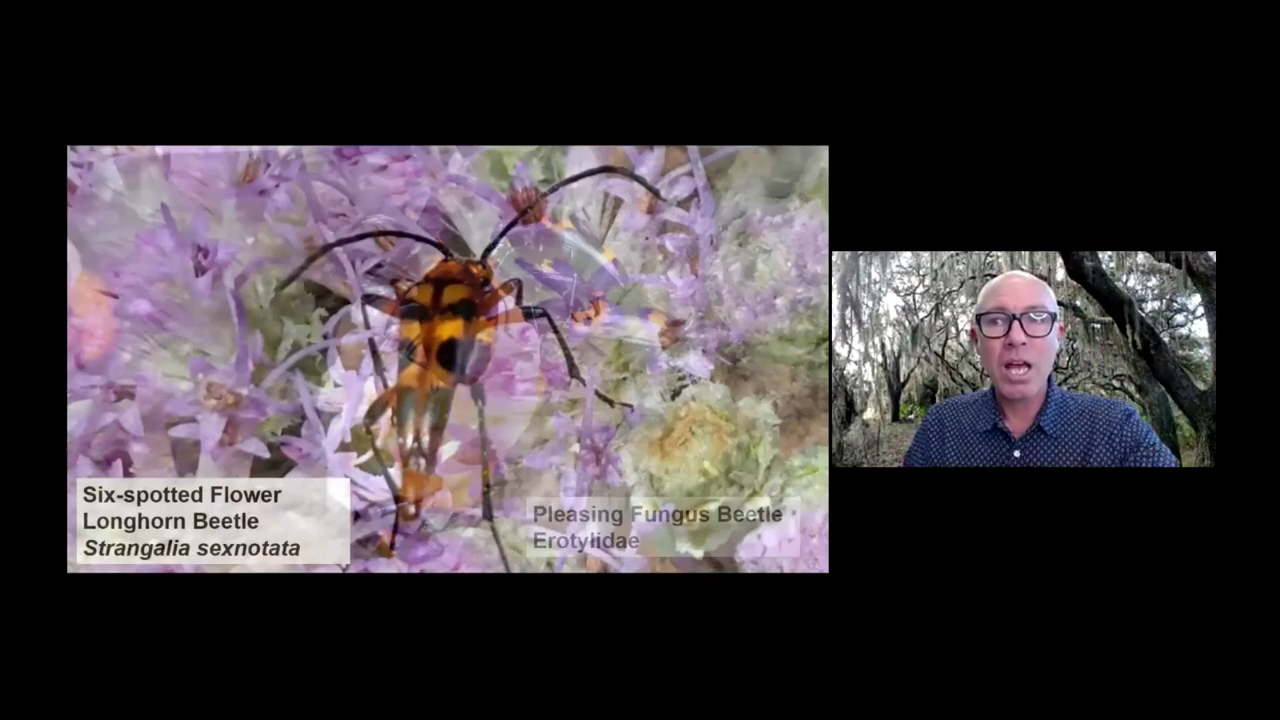 Six-spotted Flower
Longhorn Beetle
Strangalia sexnotata
Pleasing Fungus Beetle
Erotylidae